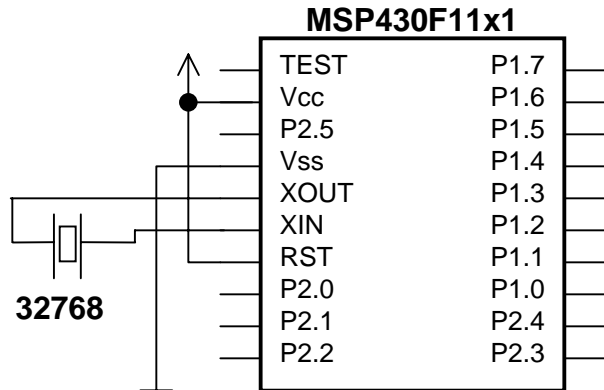 MSP430F11x1
TEST P1.7
Vcc P1.6
P2.5 P1.5
Vss P1.4
XOUT P1.3
XIN P1.2
RST P1.1
P2.0 P1.0
P2.1 P2.4
P2.2 P2.3
32768